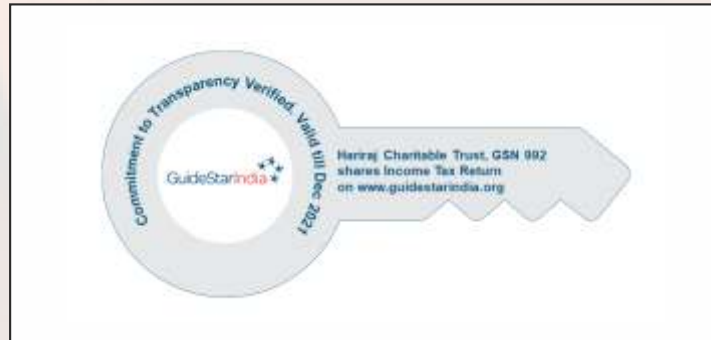 Commitment to Transparency Verified. Valid till Dec 2021
GuideStarIndia
Hariraj Charitable Trust, GSN 992
shares Income Tax Return
on www.guidestarindia.org